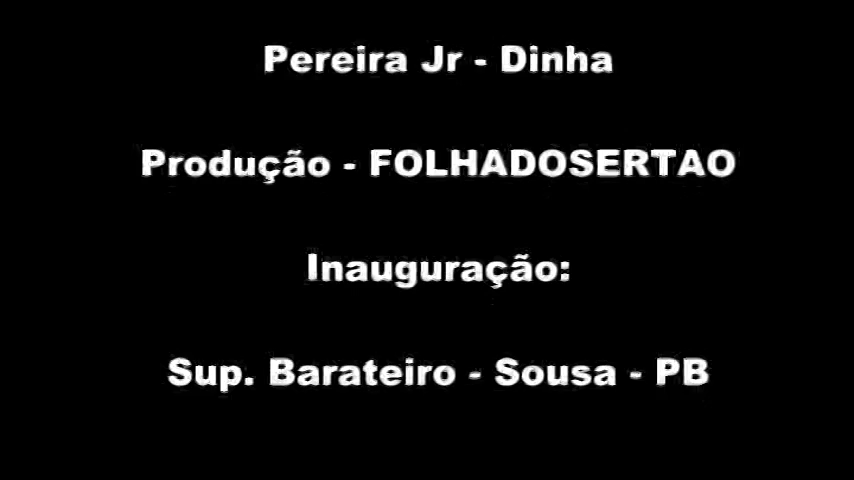 Pereira Jr - Dinha
Produção - FOLHADOSERTAO
Inauguração:
Sup. Barateiro - Sousa - PB